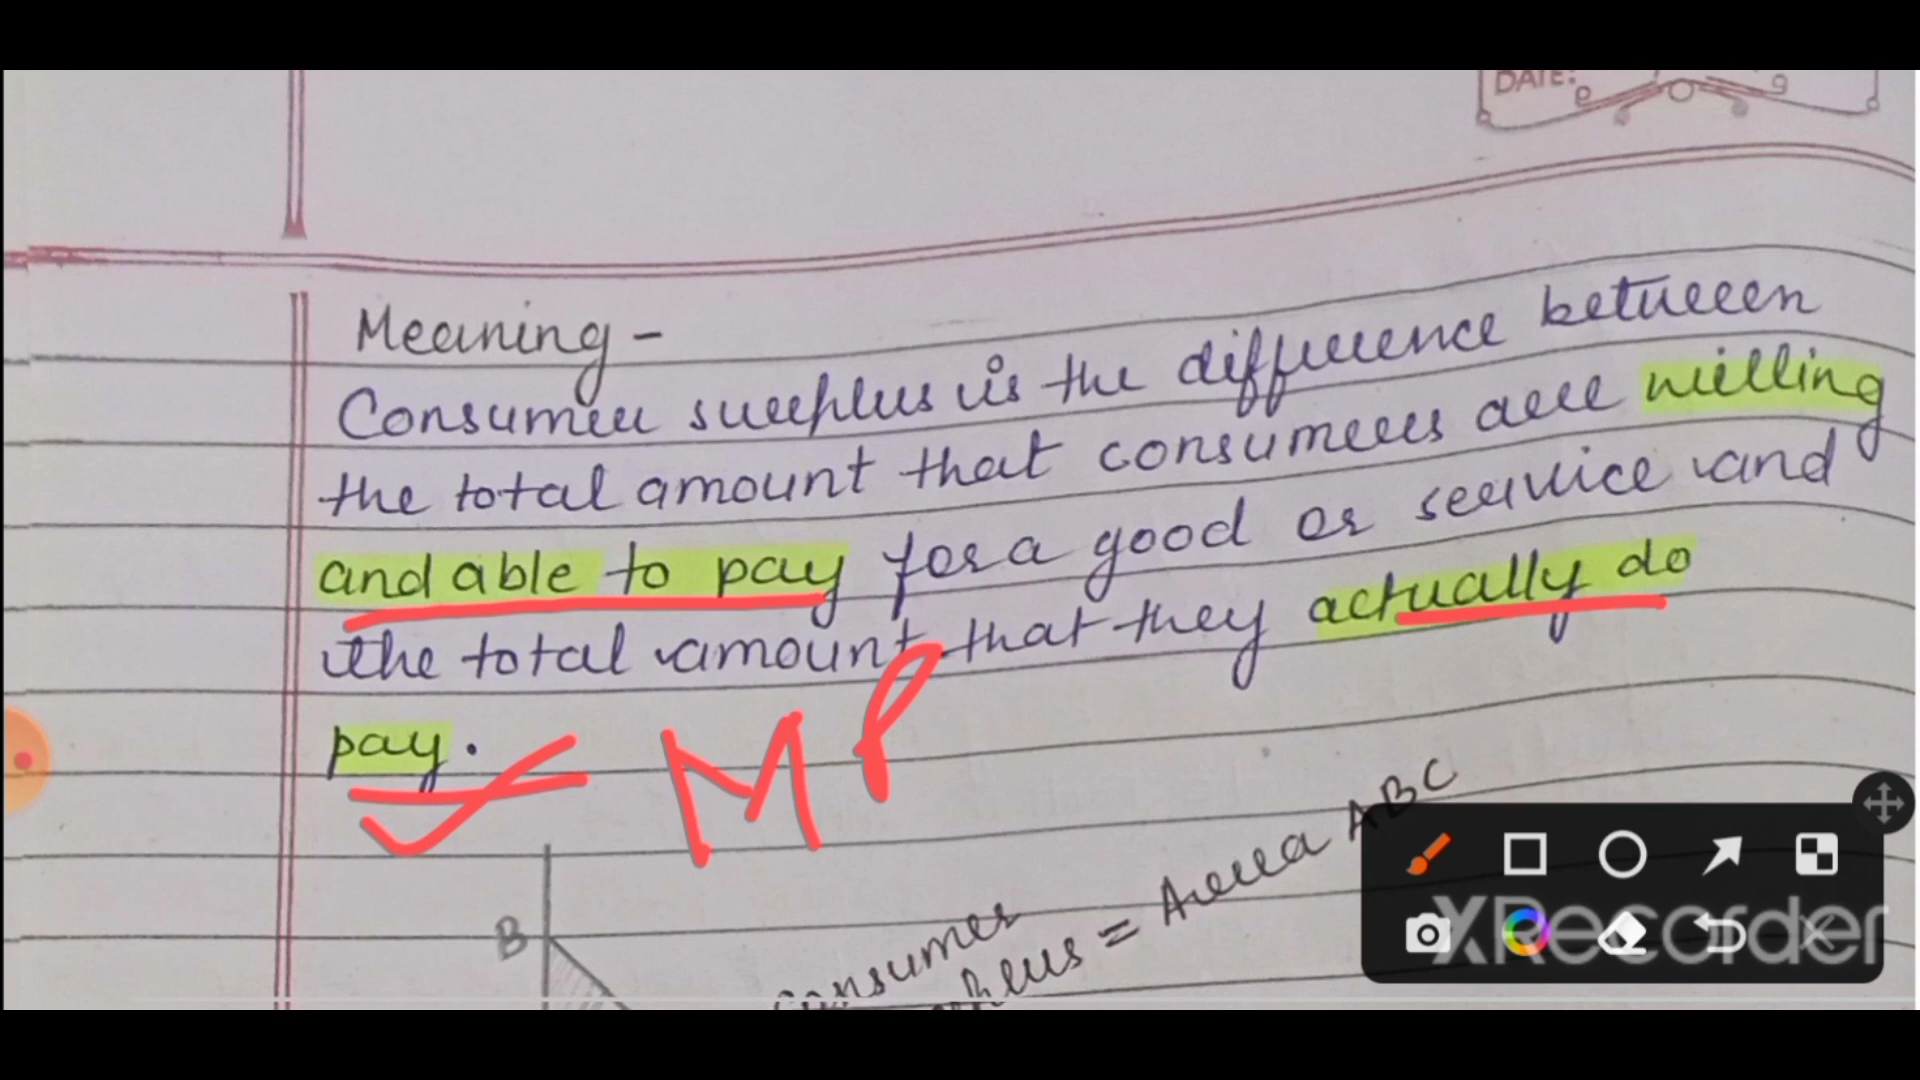 DATE:
Meaning -
Consumer surplus is the difference between
the total amount that consumers are willing
and able to pay for a good or service and
the total amount that they actually do
pay.
MP
B
Consumer
surplus = Area ABC
XRecorder